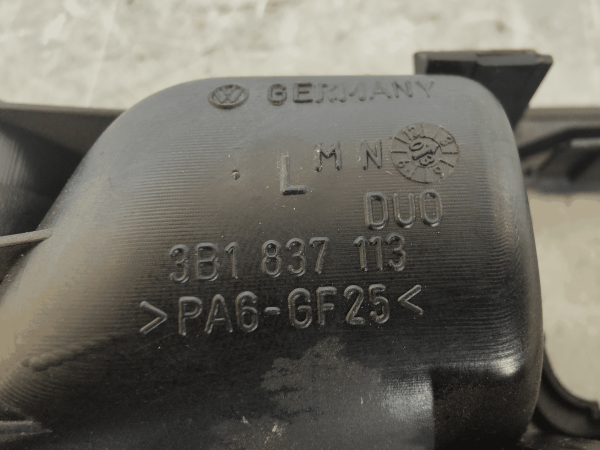 GERMANY
L M N
DUO
3B1 837 113
>PA6-GF25<